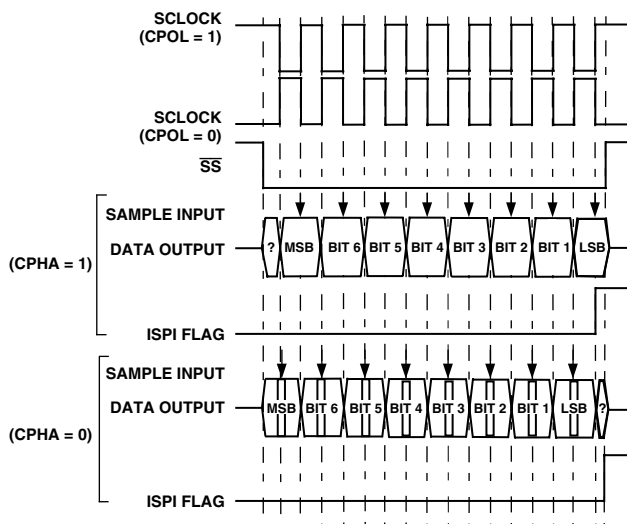 SCLOCK
(CPOL = 1)
SCLOCK
(CPOL = 0)
SS
(CPHA = 1)
SAMPLE INPUT
DATA OUTPUT
? MSB BIT 6 BIT 5 BIT 4 BIT 3 BIT 2 BIT 1 LSB
ISPI FLAG
(CPHA = 0)
SAMPLE INPUT
DATA OUTPUT
MSB BIT 6 BIT 5 BIT 4 BIT 3 BIT 2 BIT 1 LSB ?
ISPI FLAG